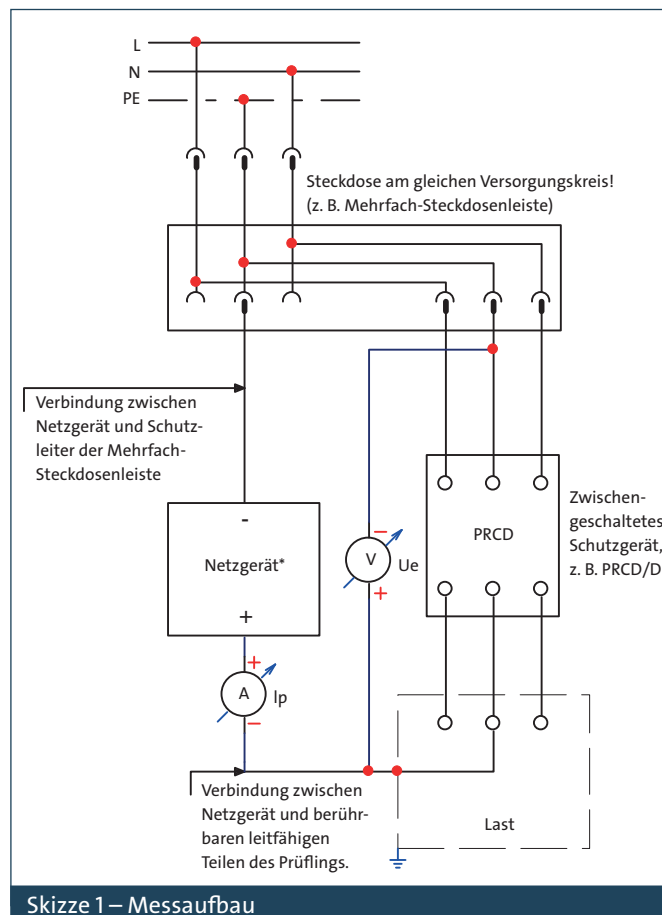 L
N
PE
Steckdose am gleichen Versorgungskreis!
(z. B. Mehrfach-Steckdosenleiste)
Verbindung zwischen
Netzgerät und Schutz-
leiter der Mehrfach-
Steckdosenleiste
-
Netzgerät*
+
V
Ue
-
+
PRCD
Zwischen-
geschaltetes
Schutzgerät,
z. B. PRCD/D
+
A
Ip
-
Verbindung zwischen
Netzgerät und berühr-
baren leitfähigen
Teilen des Prüflings.
Last
Skizze 1 – Messaufbau